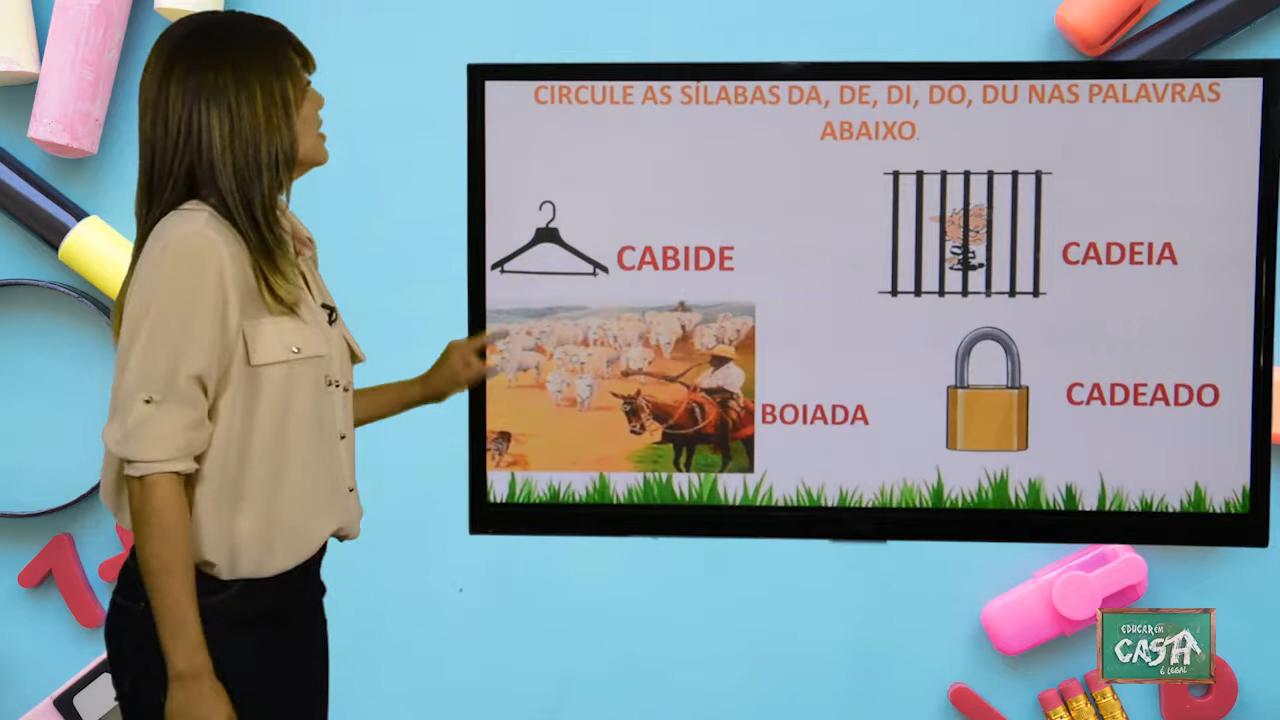 CIRCULE AS SÍLABAS DA, DE, DI, DO, DU NAS PALAVRAS
ABAIXO.
CABIDE
CADEIA
BOIADA
CADEADO
EDUCAR EM
CASA
É LEGAL